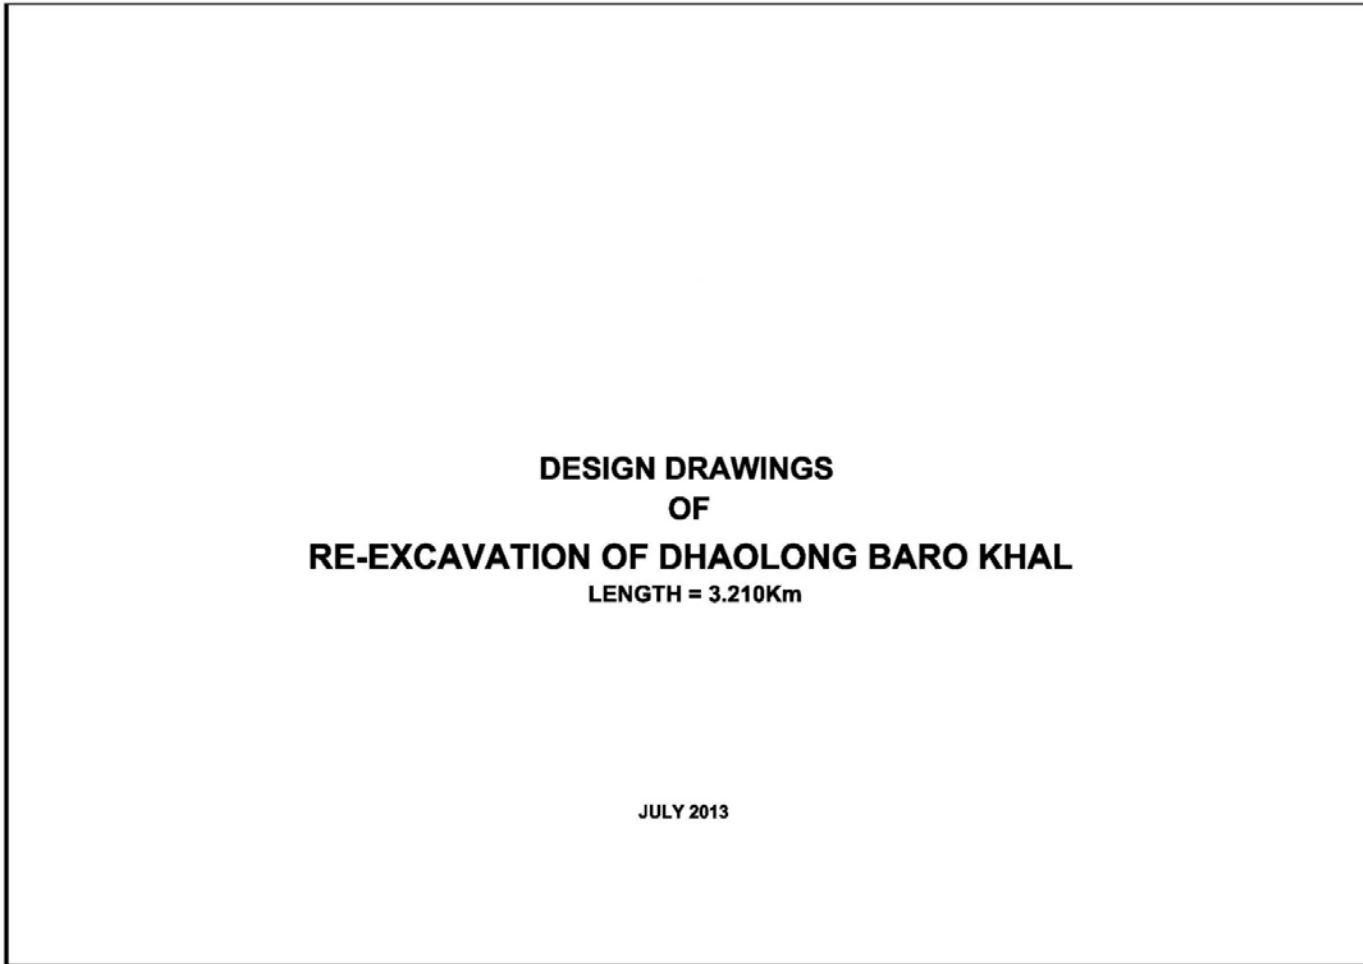 DESIGN DRAWINGS
OF
RE-EXCAVATION OF DHAOLONG BARO KHAL
LENGTH = 3.210Km
JULY 2013